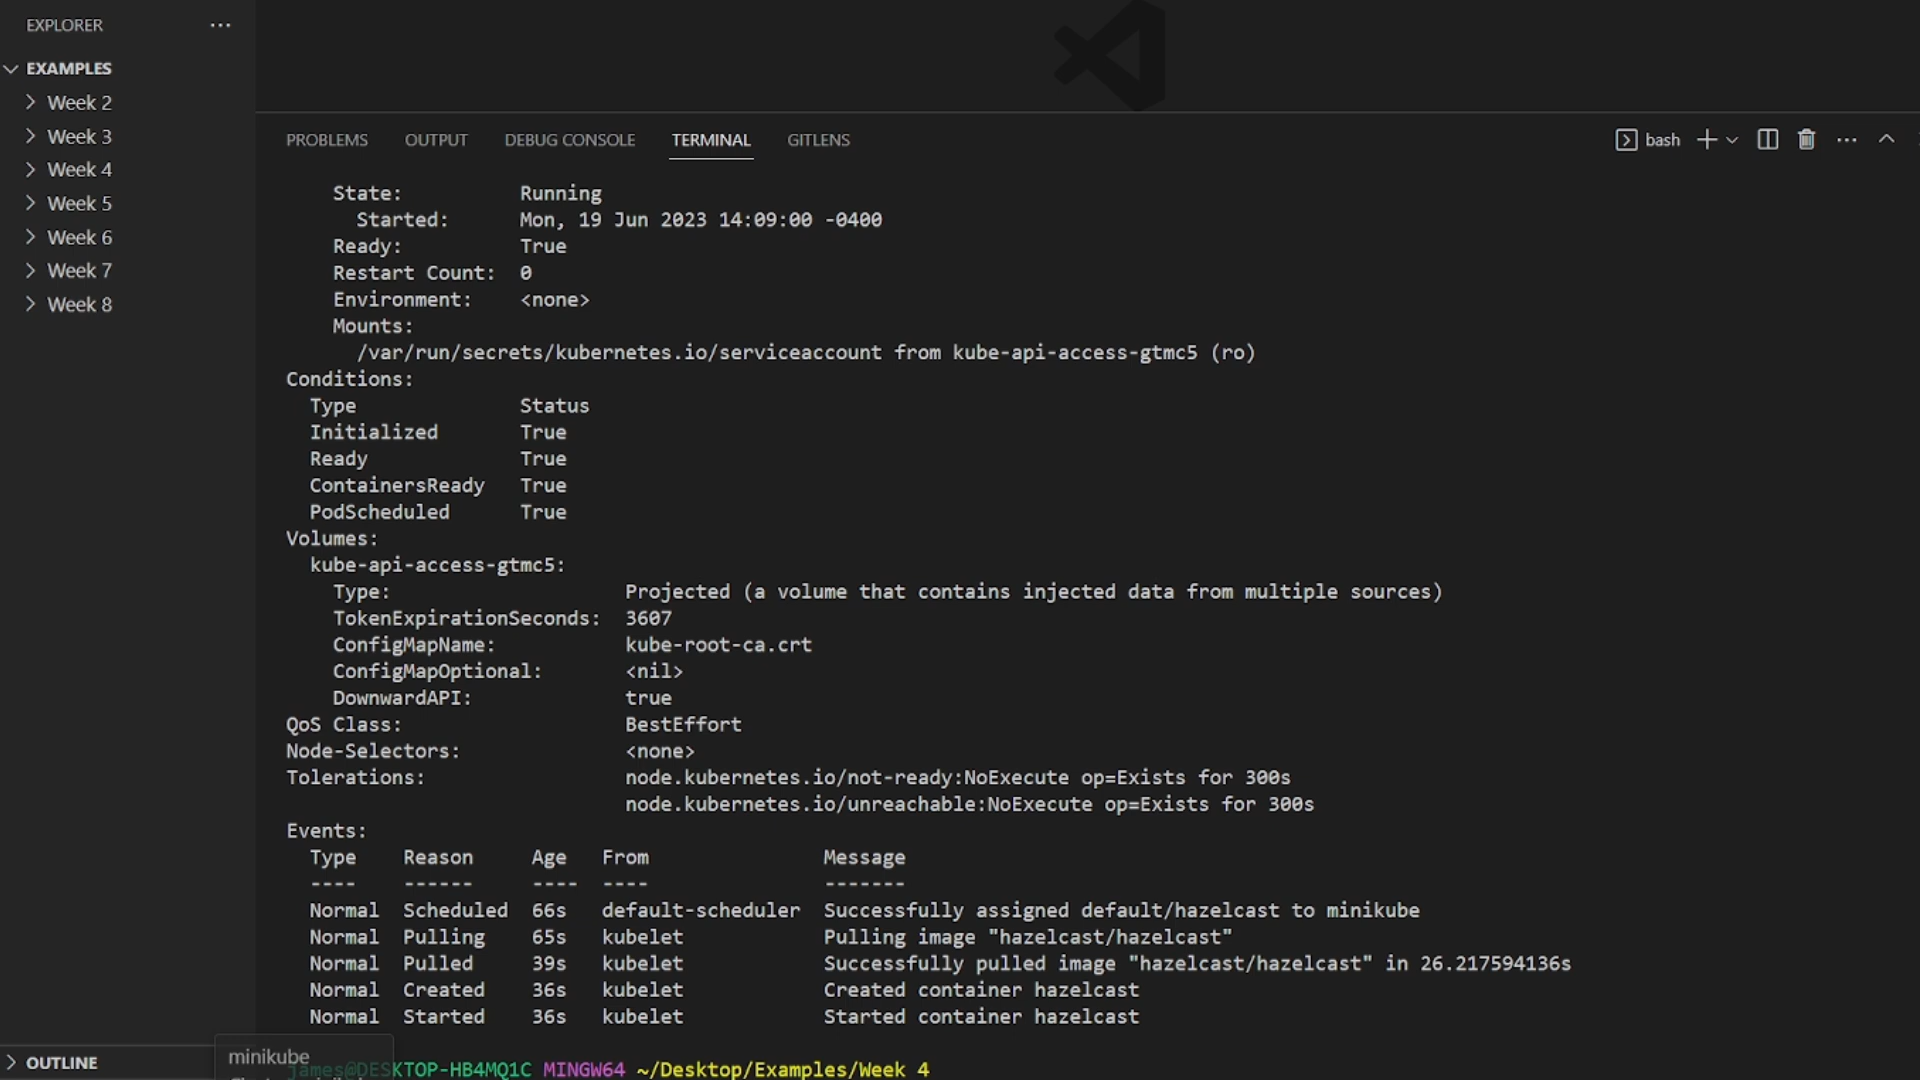 EXPLORER
EXAMPLES
Week 2
Week 3
Week 4
Week 5
Week 6
Week 7
Week 8
OUTLINE
PROBLEMS OUTPUT DEBUG CONSOLE TERMINAL GITLENS
bash
State: Running
Started: Mon, 19 Jun 2023 14:09:00 -0400
Ready: True
Restart Count: 0
Environment: <none>
Mounts:
/var/run/secrets/kubernetes.io/serviceaccount from kube-api-access-gtmc5 (ro)
Conditions:
Type Status
Initialized True
Ready True
ContainersReady True
PodScheduled True
Volumes:
kube-api-access-gtmc5:
Type: Projected (a volume that contains injected data from multiple sources)
TokenExpirationSeconds: 3607
ConfigMapName: kube-root-ca.crt
ConfigMapOptional: <nil>
DownwardAPI: true
QoS Class: BestEffort
Node-Selectors: <none>
Tolerations: node.kubernetes.io/not-ready:NoExecute op=Exists for 300s
node.kubernetes.io/unreachable:NoExecute op=Exists for 300s
Events:
Type Reason Age From Message
---- ------ ---- ---- -------
Normal Scheduled 66s default-scheduler Successfully assigned default/hazelcast to minikube
Normal Pulling 65s kubelet Pulling image "hazelcast/hazelcast"
Normal Pulled 39s kubelet Successfully pulled image "hazelcast/hazelcast" in 26.217594136s
Normal Created 36s kubelet Created container hazelcast
Normal Started 36s kubelet Started container hazelcast
minikube
james@DESKTOP-HB4MQ1C MINGW64 ~/Desktop/Examples/Week 4